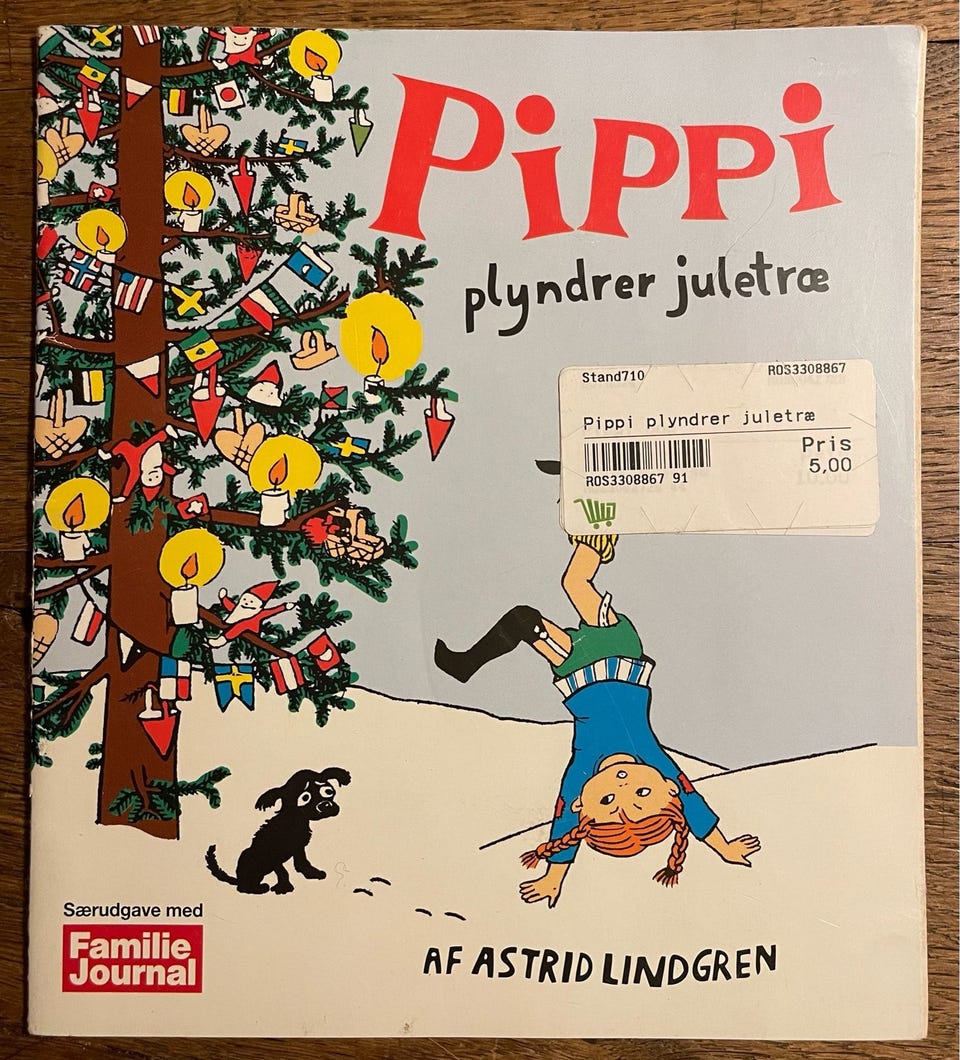 Pippi
plyndrer juletræ
Stand710 ROS3308867
Pippi plyndrer juletræ
Pris
5,00
ROS3308867 91
Særudgave med
Familie
Journal
AF ASTRID LINDGREN